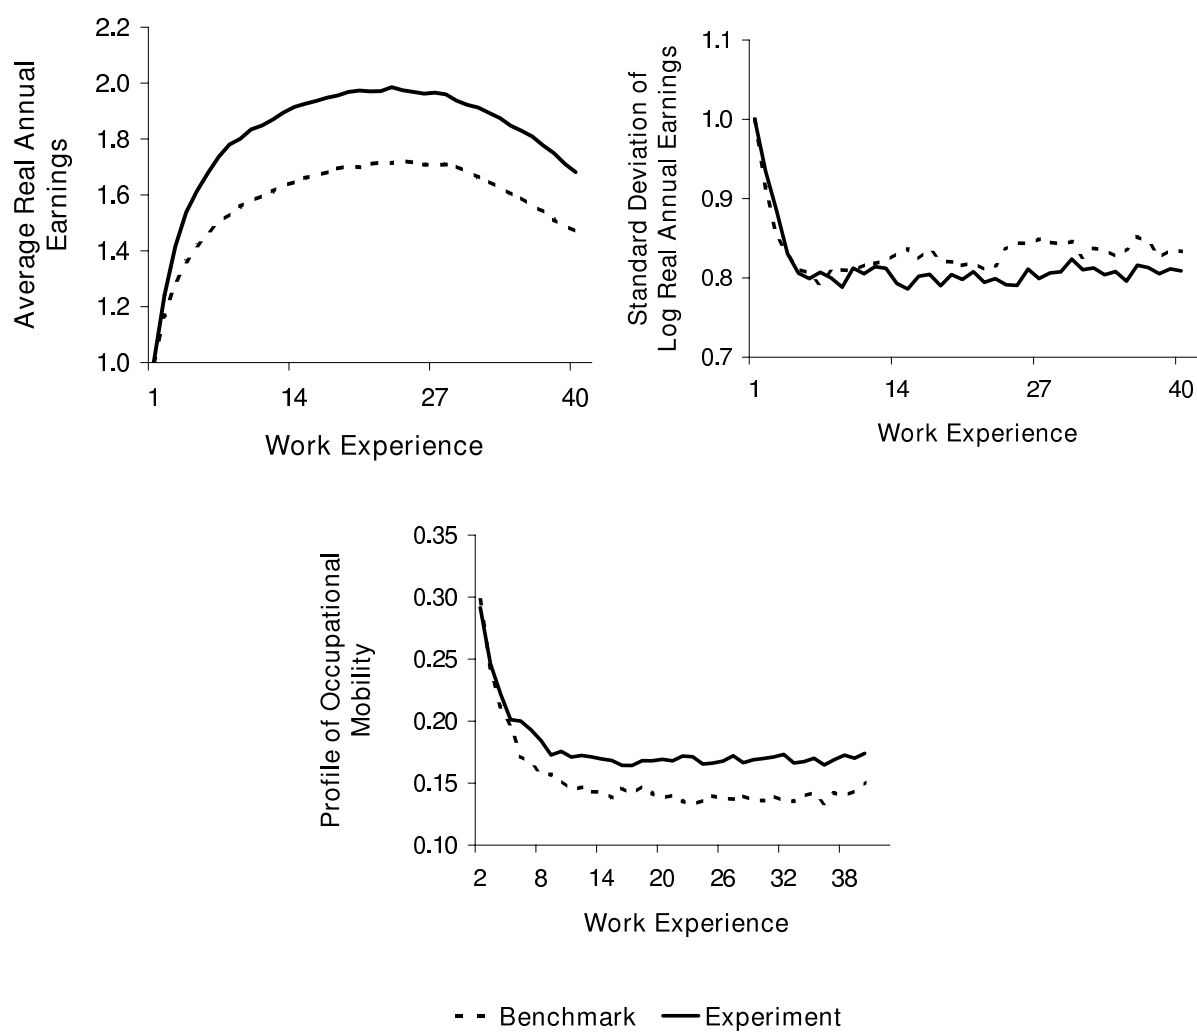 Average Real Annual
Earnings
2.2
2.0
1.8
1.6
1.4
1.2
1.0
1 14 27 40
Work Experience
Standard Deviation of
Log Real Annual Earnings
1.1
1.0
0.9
0.8
0.7
1 14 27 40
Work Experience
Profile of Occupational
Mobility
0.35
0.30
0.25
0.20
0.15
0.10
2 8 14 20 26 32 38
Work Experience
Benchmark Experiment